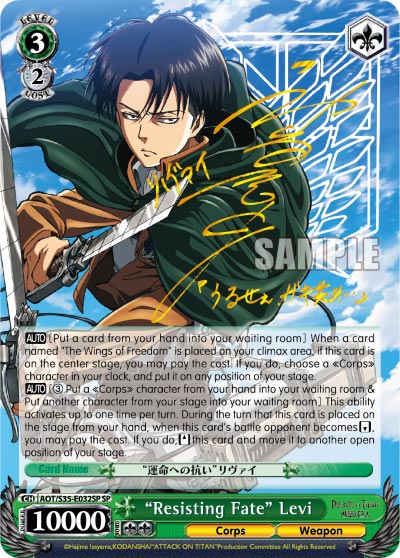 LEVEL
3
2
COST
リヴァイ
SAMPLE
AUTO [Put a card from your hand into your waiting room] When a card
named "The Wings of Freedom" is placed on your climax area, if this card is
on the center stage, you may pay the cost. If you do, choose a «Corps»
character in your clock, and put it on any position of your stage.
AUTO [③ Put a «Corps» character from your hand into your waiting room &
Put another character from your stage into your waiting room] This ability
activates up to one time per turn. During the turn that this card is placed on
the stage from your hand, when this card's battle opponent becomes [▼],
you may pay the cost. If you do, [↑] this card and move it to another open
position of your stage.
Card Name
"運命への抗い"リヴァイ
CH AOT/S35-E032SP SP
"Resisting Fate" Levi
POWER
10000
Corps
Weapon
©Hajime Isayama,KODANSHA/"ATTACK ON TITAN"Production Committee. All Rights Reserved.